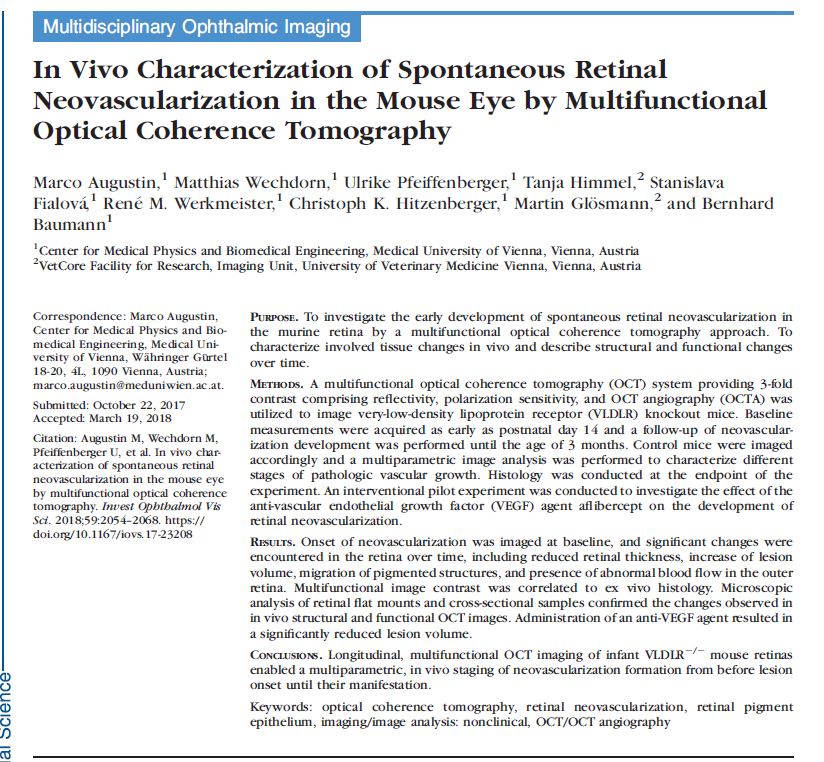 Multidisciplinary Ophthalmic Imaging
In Vivo Characterization of Spontaneous Retinal
Neovascularization in the Mouse Eye by Multifunctional
Optical Coherence Tomography
Marco Augustin,1 Matthias Wechdorn,1 Ulrike Pfeiffenberger,1 Tanja Himmel,2 Stanislava
Fialová,1 René M. Werkmeister,1 Christoph K. Hitzenberger,1 Martin Glösmann,2 and Bernhard
Baumann1
1Center for Medical Physics and Biomedical Engineering, Medical University of Vienna, Vienna, Austria
2VetCore Facility for Research, Imaging Unit, University of Veterinary Medicine Vienna, Vienna, Austria
Correspondence: Marco Augustin,
Center for Medical Physics and Bio-
medical Engineering, Medical Uni-
versity of Vienna, Währinger Gürtel
18-20, 4L, 1090 Vienna, Austria;
marco.augustin@meduniwien.ac.at.
Submitted: October 22, 2017
Accepted: March 19, 2018
Citation: Augustin M, Wechdorn M,
Pfeiffenberger U, et al. In vivo char-
acterization of spontaneous retinal
neovascularization in the mouse eye
by multifunctional optical coherence
tomography. Invest Ophthalmol Vis
Sci. 2018;59:2054–2068. https://
doi.org/10.1167/iovs.17-23208
PURPOSE. To investigate the early development of spontaneous retinal neovascularization in
the murine retina by a multifunctional optical coherence tomography approach. To
characterize involved tissue changes in vivo and describe structural and functional changes
over time.
METHODS. A multifunctional optical coherence tomography (OCT) system providing 3-fold
contrast comprising reflectivity, polarization sensitivity, and OCT angiography (OCTA) was
utilized to image very-low-density lipoprotein receptor (VLDLR) knockout mice. Baseline
measurements were acquired as early as postnatal day 14 and a follow-up of neovascular-
ization development was performed until the age of 3 months. Control mice were imaged
accordingly and a multiparametric image analysis was performed to characterize different
stages of pathologic vascular growth. Histology was conducted at the endpoint of the
experiment. An interventional pilot experiment was conducted to investigate the effect of the
anti-vascular endothelial growth factor (VEGF) agent aflibercept on the development of
retinal neovascularization.
RESULTS. Onset of neovascularization was imaged at baseline, and significant changes were
encountered in the retina over time, including reduced retinal thickness, increase of lesion
volume, migration of pigmented structures, and presence of abnormal blood flow in the outer
retina. Multifunctional image contrast was correlated to ex vivo histology. Microscopic
analysis of retinal flat mounts and cross-sectional samples confirmed the changes observed in
in vivo structural and functional OCT images. Administration of an anti-VEGF agent resulted in
a significantly reduced lesion volume.
CONCLUSIONS. Longitudinal, multifunctional OCT imaging of infant VLDLR−/− mouse retinas
enabled a multiparametric, in vivo staging of neovascularization formation from before lesion
onset until their manifestation.
Keywords: optical coherence tomography, retinal neovascularization, retinal pigment
epithelium, imaging/image analysis: nonclinical, OCT/OCT angiography
al Science